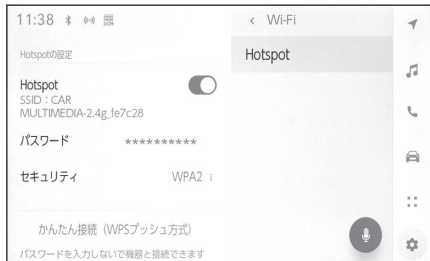 11:38
Hotspotの設定
Hotspot
SSID：CAR
MULTIMEDIA-2.4g_fe7c28
パスワード **********
セキュリティ WPA2
かんたん接続（WPSプッシュ方式）
パスワードを入力しないで機器と接続できます
< Wi-Fi
Hotspot